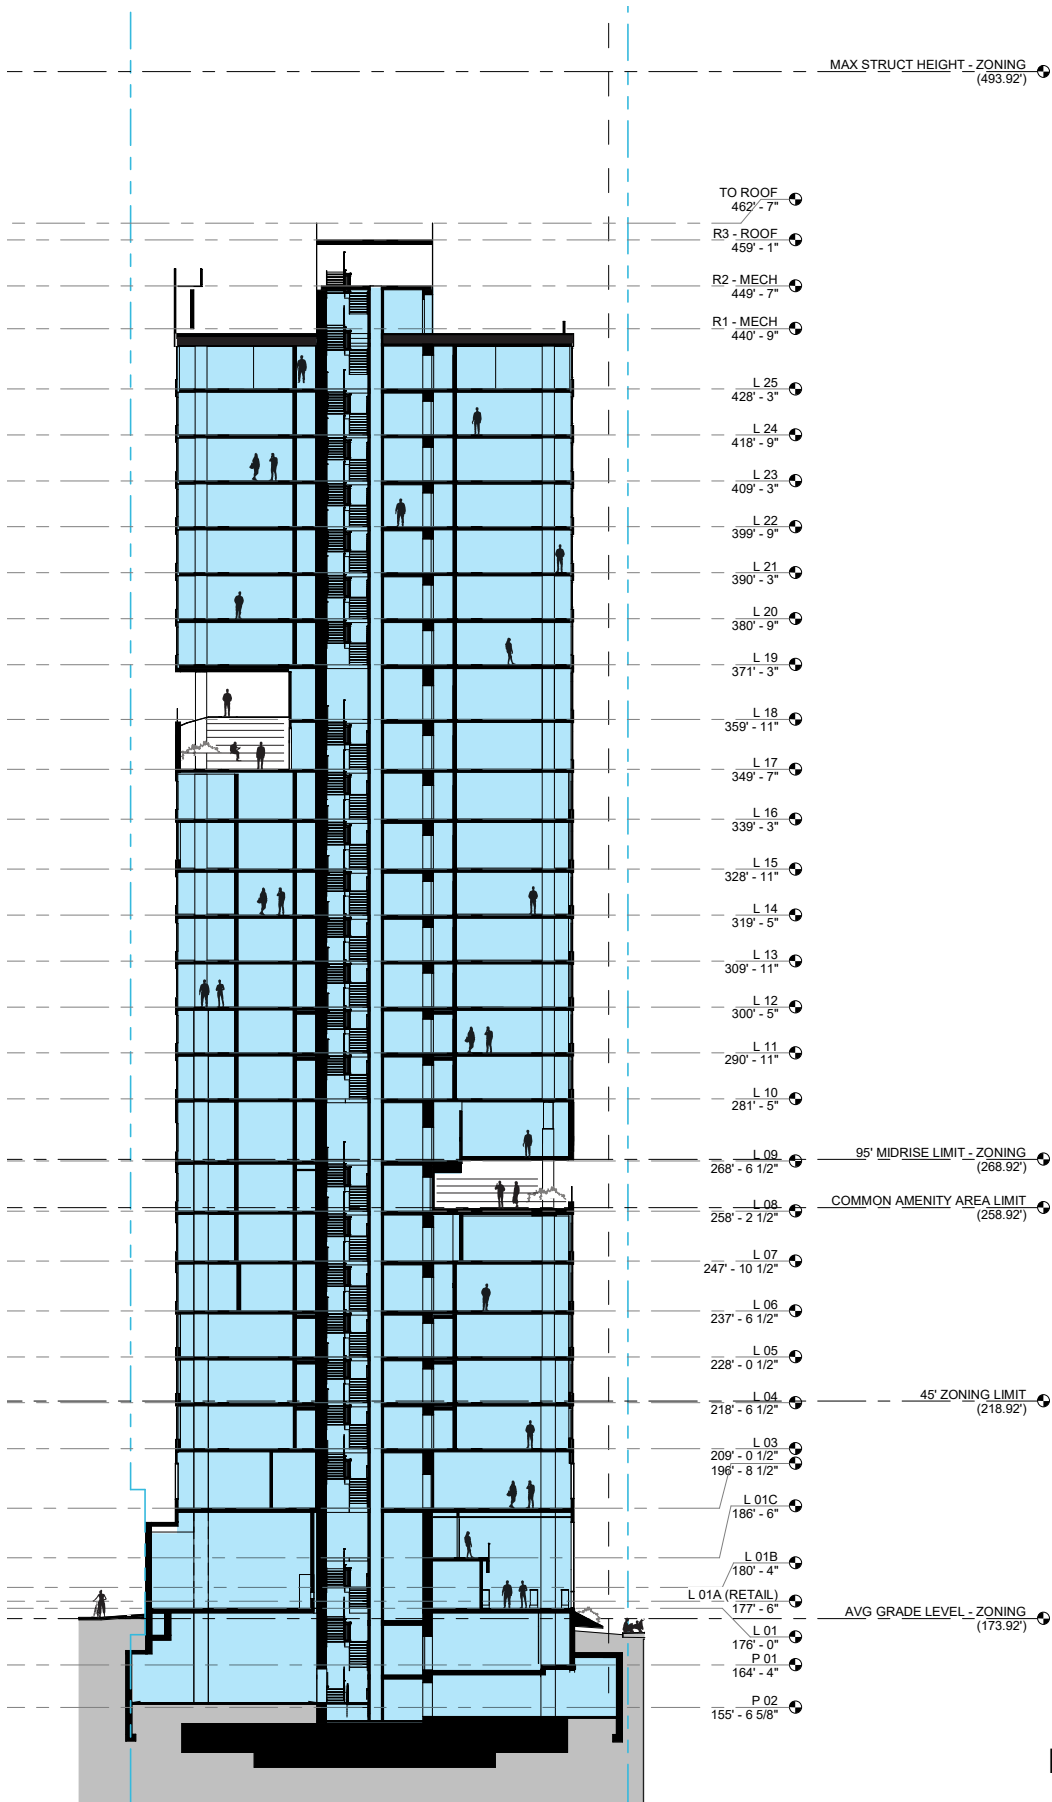 MAX STRUCT HEIGHT - ZONING
(493.92')
TO ROOF
462' - 7"
R3 - ROOF
459' - 1"
R2 - MECH
449' - 7"
R1 - MECH
440' - 9"
L 25
428' - 3"
L 24
418' - 9"
L 23
409' - 3"
L 22
399' - 9"
L 21
390' - 3"
L 20
380' - 9"
L 19
371' - 3"
L 18
359' - 11"
L 17
349' - 7"
L 16
339' - 3"
L 15
328' - 11"
L 14
319' - 5"
L 13
309' - 11"
L 12
300' - 5"
L 11
290' - 11"
L 10
281' - 5"
L 09
268' - 6 1/2"
95' MIDRISE LIMIT - ZONING
(268.92')
L 08
258' - 2 1/2"
COMMON AMENITY AREA LIMIT
(258.92')
L 07
247' - 10 1/2"
L 06
237' - 6 1/2"
L 05
228' - 0 1/2"
L 04
218' - 6 1/2"
45' ZONING LIMIT
(218.92')
L 03
209' - 0 1/2"
196' - 8 1/2"
L 01C
186' - 6"
L 01B
180' - 4"
L 01A (RETAIL)
177' - 6"
AVG GRADE LEVEL - ZONING
(173.92')
L 01
176' - 0"
P 01
164' - 4"
P 02
155' - 6 5/8"